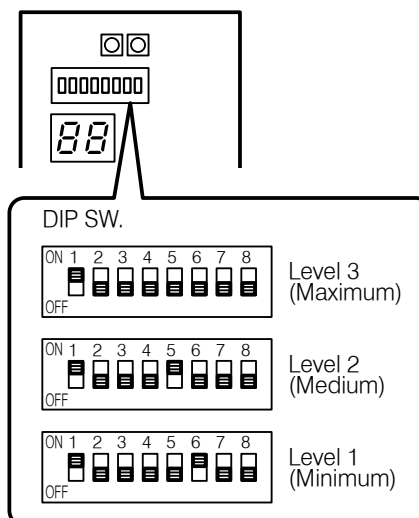 88
DIP SW.
ON 1 2 3 4 5 6 7 8
OFF
Level 3
(Maximum)
ON 1 2 3 4 5 6 7 8
OFF
Level 2
(Medium)
ON 1 2 3 4 5 6 7 8
OFF
Level 1
(Minimum)